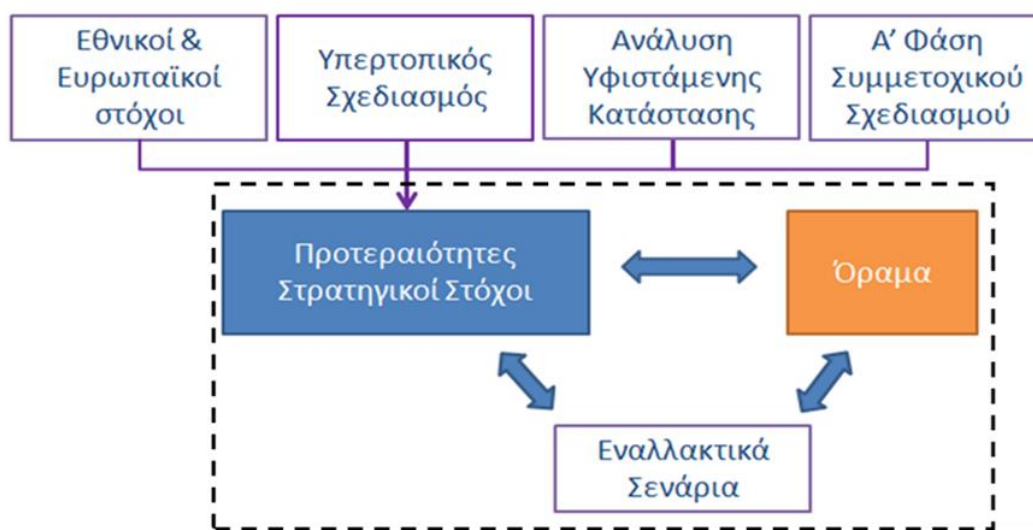 Εθνικοί &
Ευρωπαϊκοί
στόχοι
Υπερτοπικός
Σχεδιασμός
Ανάλυση
Υφιστάμενης
Κατάστασης
Α' Φάση
Συμμετοχικού
Σχεδιασμού
Προτεραιότητες
Στρατηγικοί Στόχοι
Όραμα
Εναλλακτικά
Σενάρια